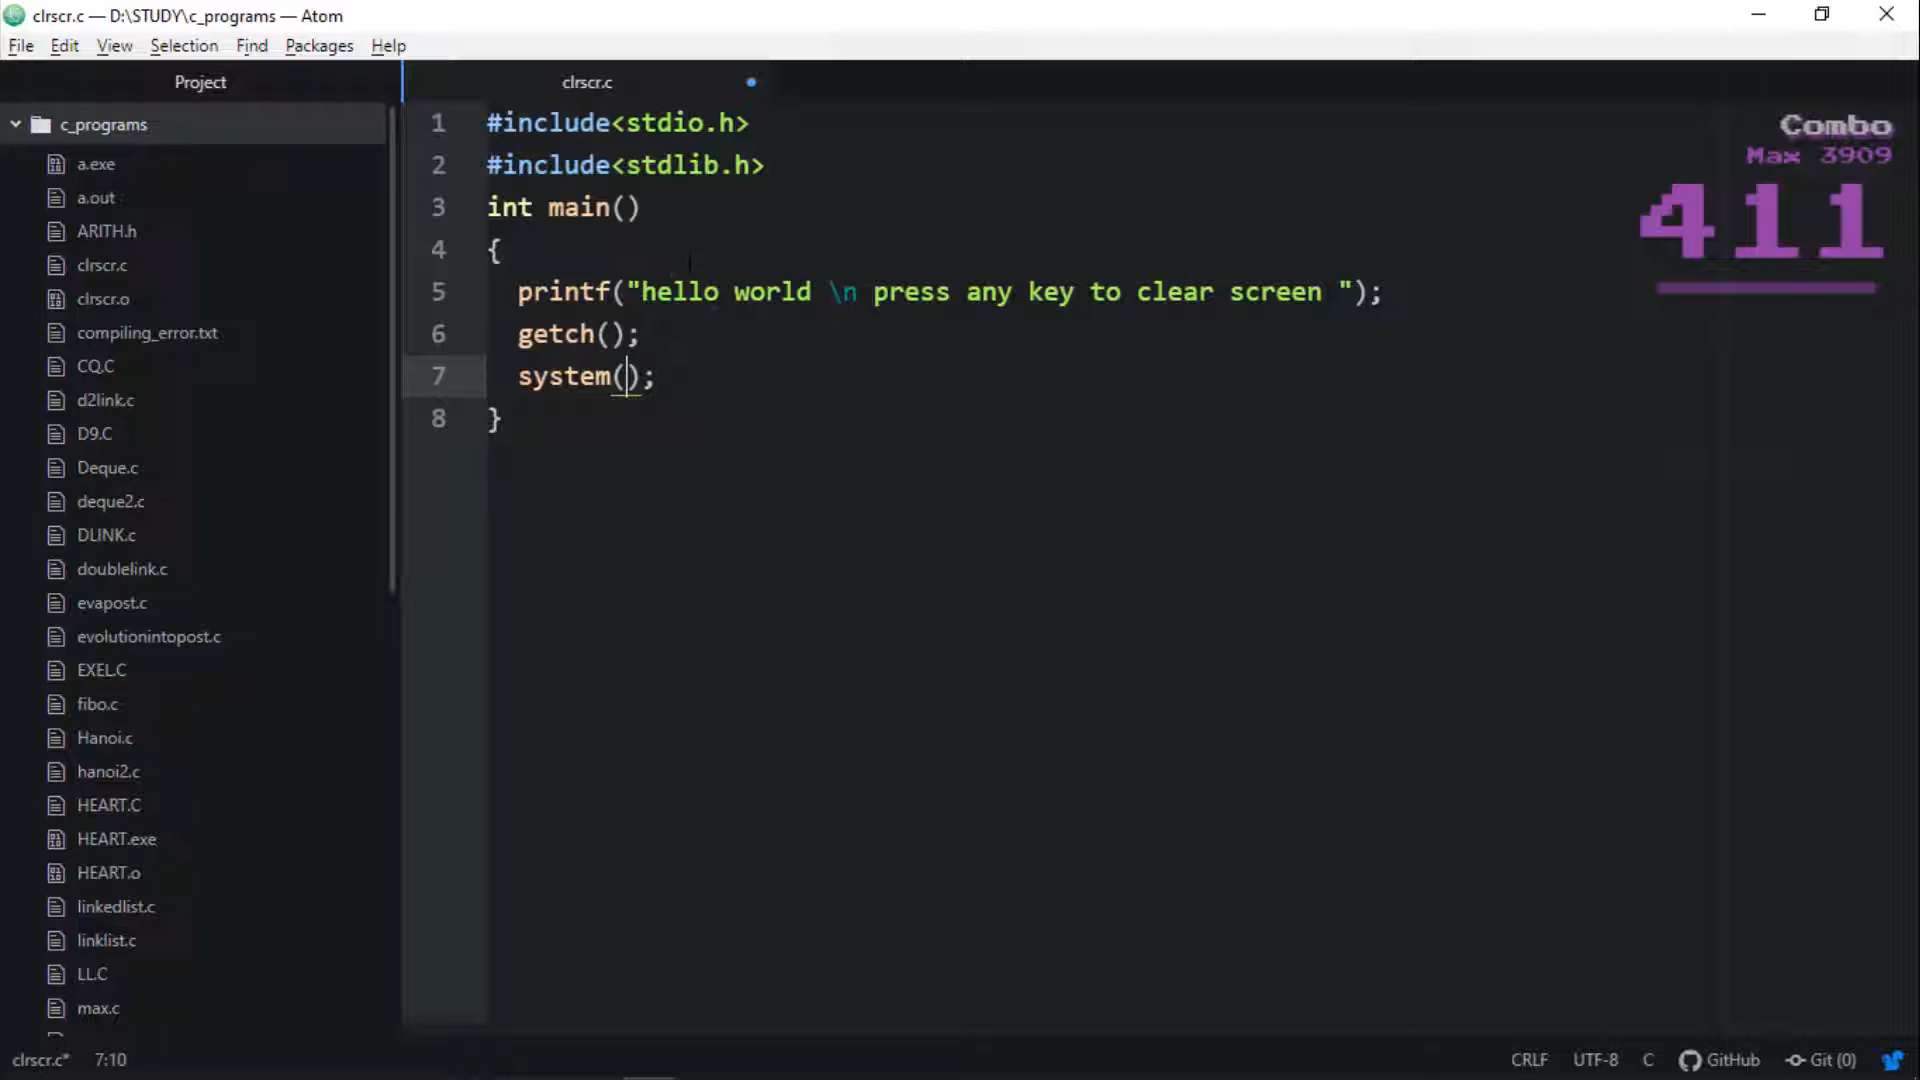 clrscr.c — D:\STUDY\c_programs — Atom
File Edit View Selection Find Packages Help
Project
clrscr.c
c_programs
a.exe
a.out
ARITH.h
clrscr.c
clrscr.o
compiling_error.txt
CQ.C
d2link.c
D9.C
Deque.c
deque2.c
DLINK.c
doublelink.c
evapost.c
evolutionintopost.c
EXEL.C
fibo.c
Hanoi.c
hanoi2.c
HEART.C
HEART.exe
HEART.o
linkedlist.c
linklist.c
LL.C
max.c
1 #include<stdio.h>
2 #include<stdlib.h>
3 int main()
4 {
5 printf("hello world \n press any key to clear screen ");
6 getch();
7 system();
8 }
Combo
Max 3909
411
clrscr.c* 7:10
CRLF UTF-8 C GitHub Git (0)